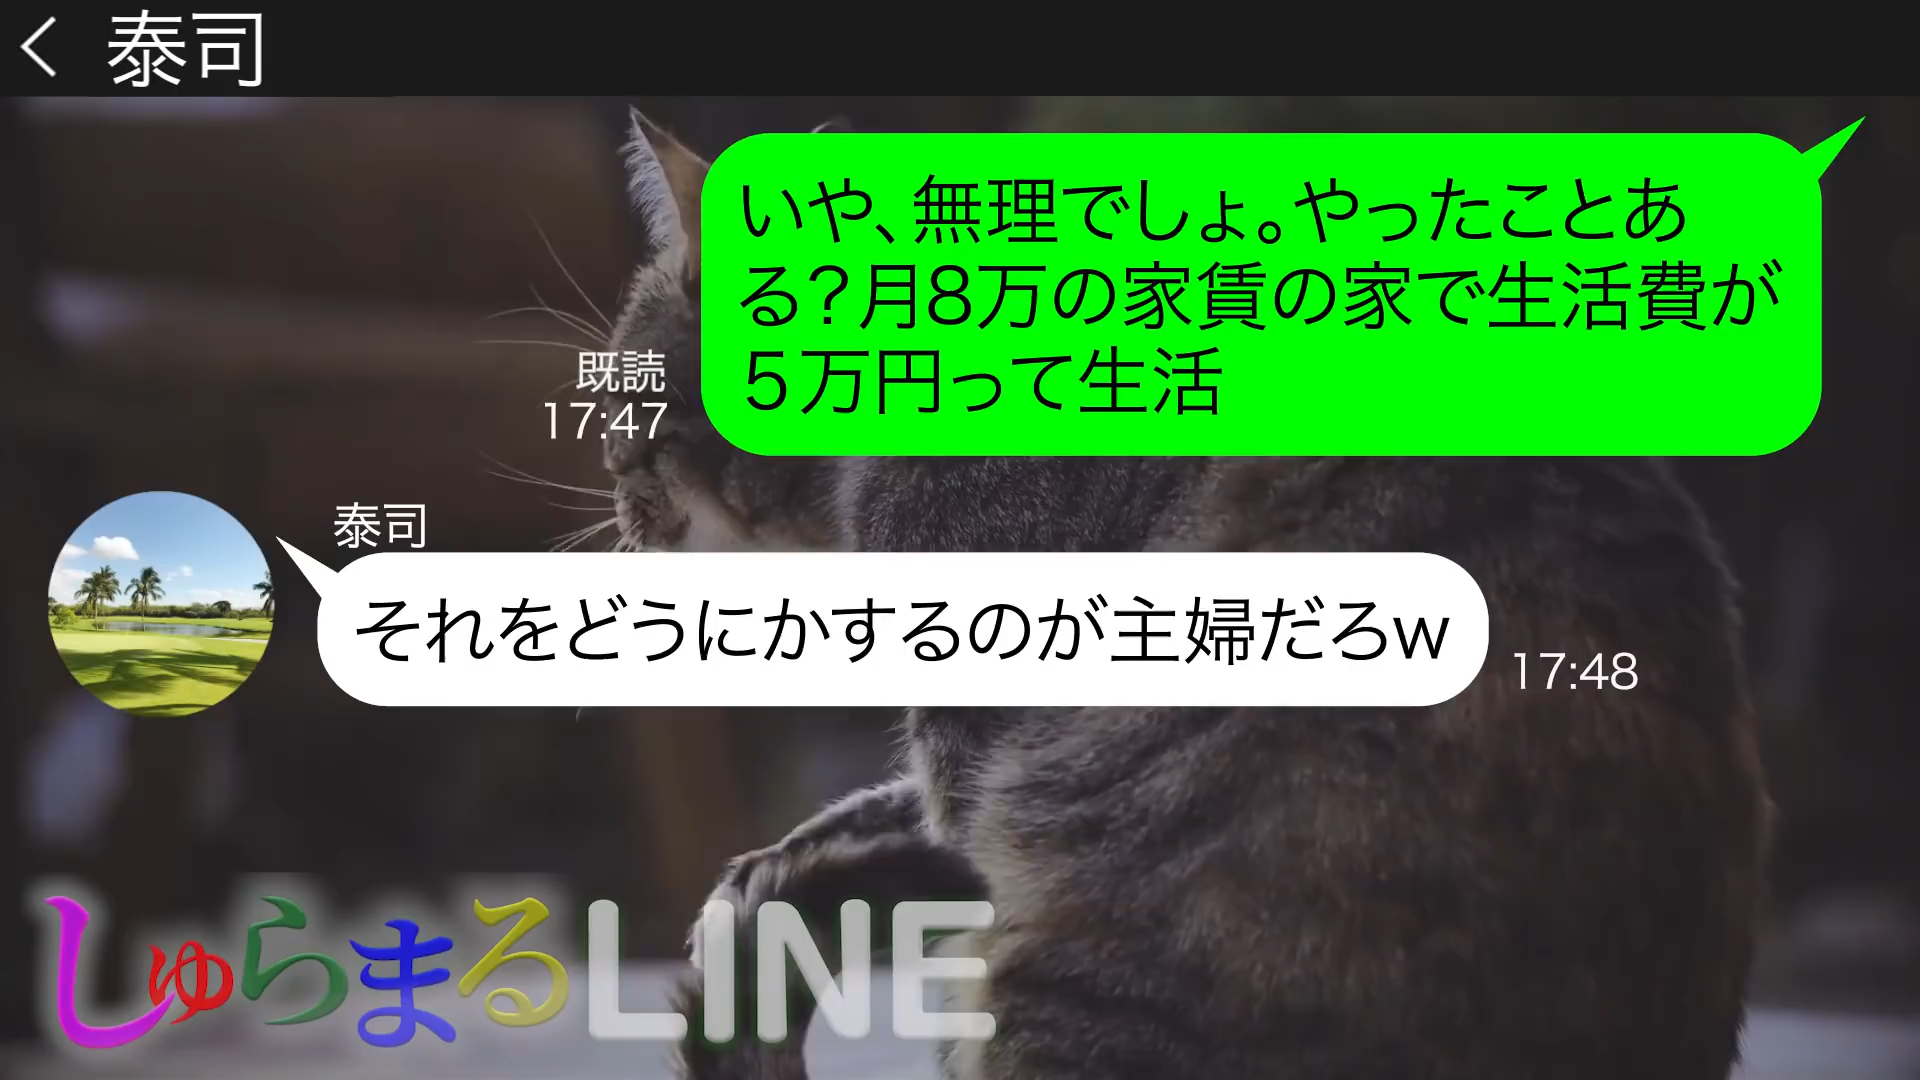 泰司
いや、無理でしょ。やったことあ
る?月8万の家賃の家で生活費が
5万円って生活
既読
17:47
泰司
それをどうにかするのが主婦だろw
17:48
しゅらまるLINE